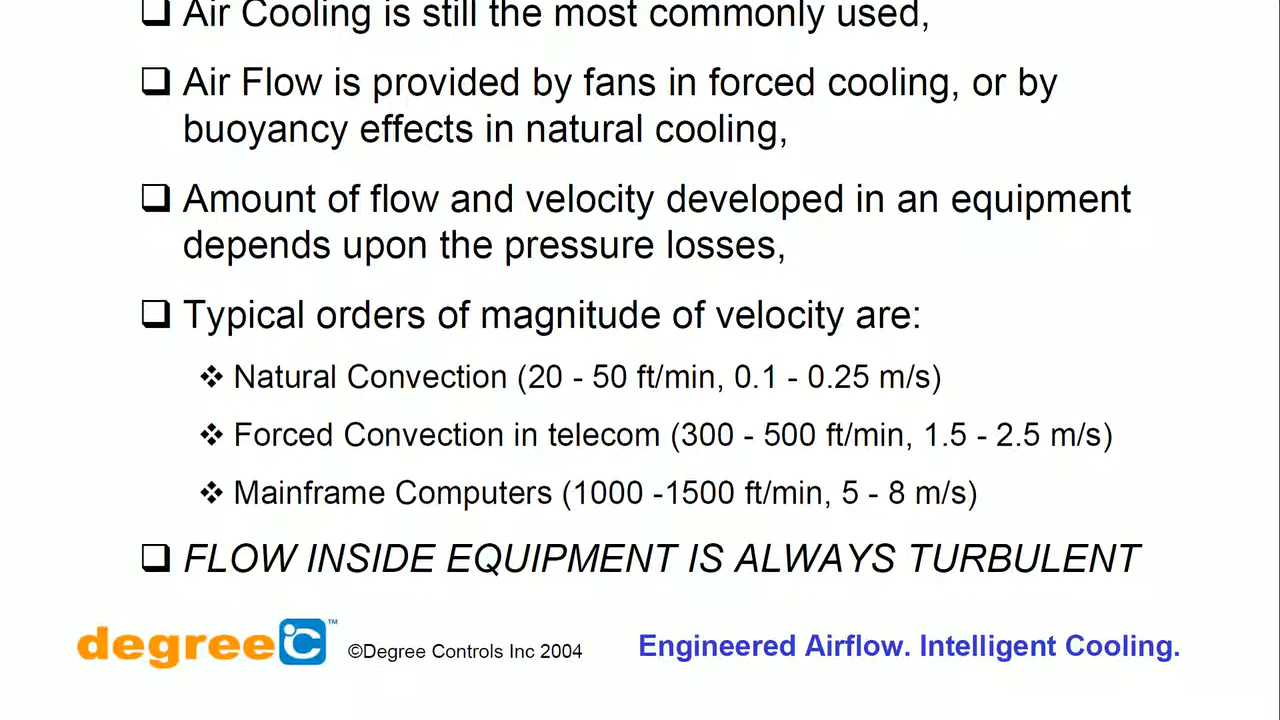 Air Cooling is still the most commonly used,
Air Flow is provided by fans in forced cooling, or by
buoyancy effects in natural cooling,
Amount of flow and velocity developed in an equipment
depends upon the pressure losses,
Typical orders of magnitude of velocity are:
Natural Convection (20 - 50 ft/min, 0.1 - 0.25 m/s)
Forced Convection in telecom (300 - 500 ft/min, 1.5 - 2.5 m/s)
Mainframe Computers (1000 -1500 ft/min, 5 - 8 m/s)
FLOW INSIDE EQUIPMENT IS ALWAYS TURBULENT
degree°C™ ©Degree Controls Inc 2004 Engineered Airflow. Intelligent Cooling.